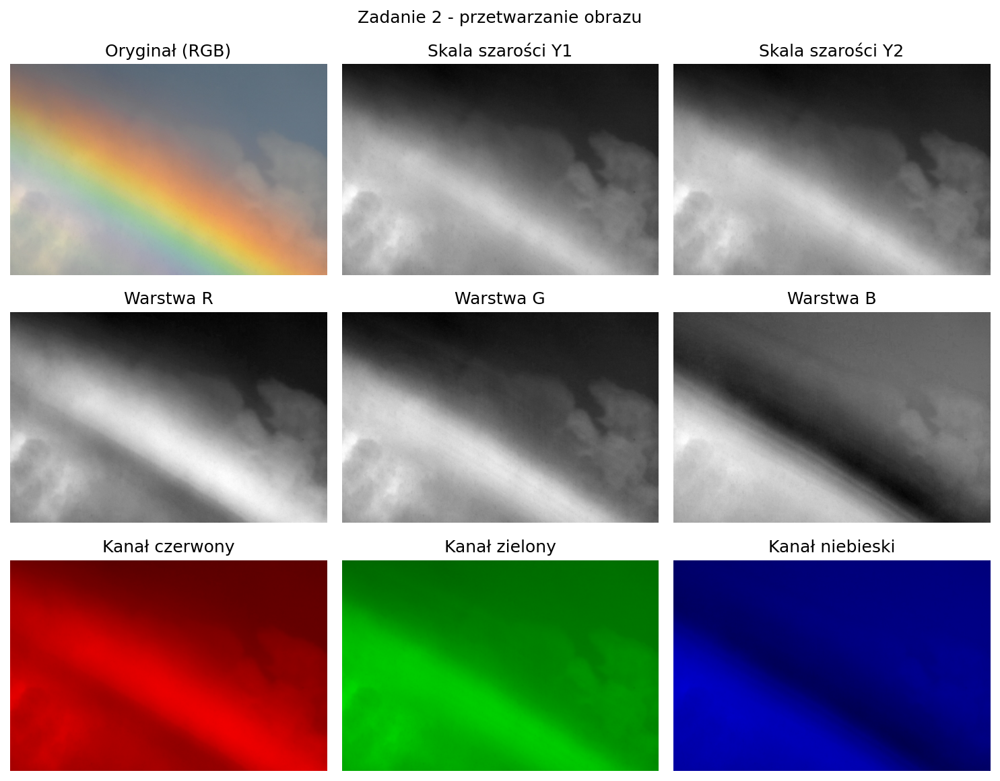 Zadanie 2 - przetwarzanie obrazu
Oryginał (RGB)
Skala szarości Y1
Skala szarości Y2
Warstwa R
Warstwa G
Warstwa B
Kanał czerwony
Kanał zielony
Kanał niebieski